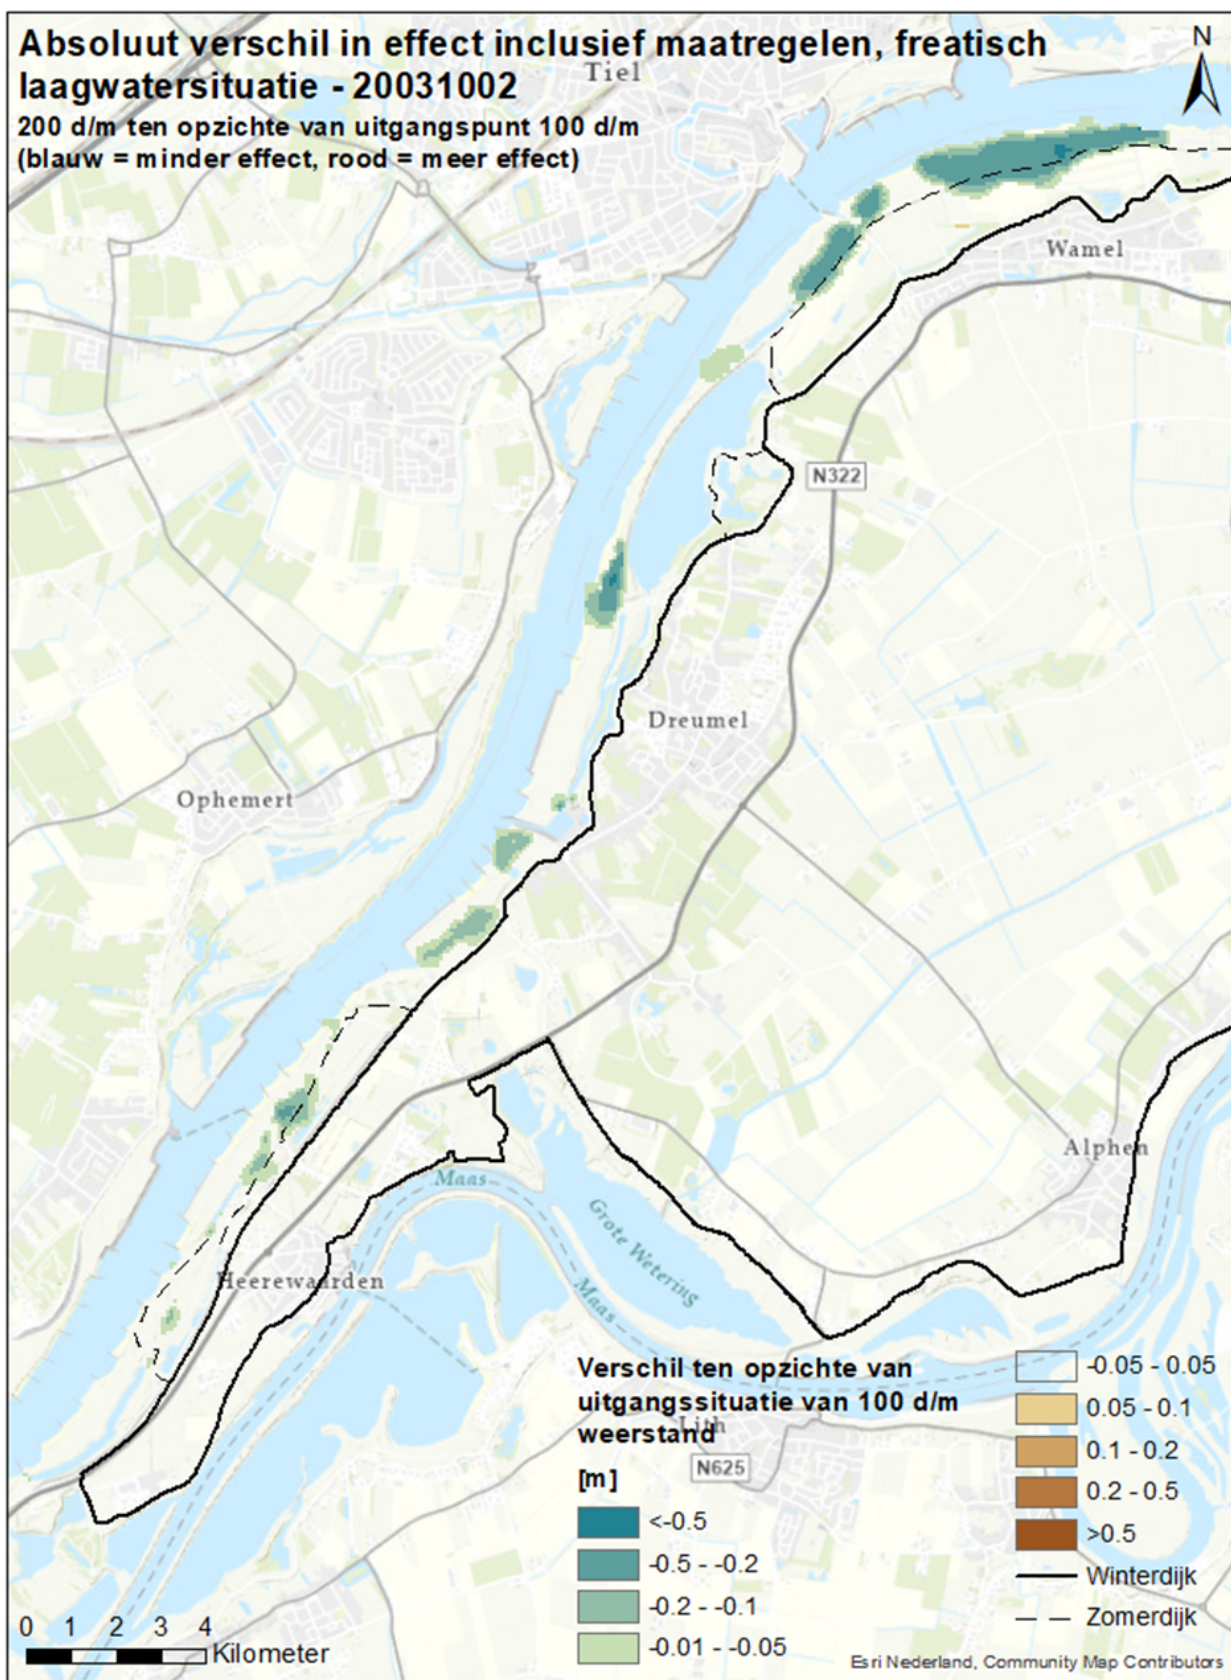 Absoluut verschil in effect inclusief maatregelen, freatisch
laagwatersituatie - 20031002
200 d/m ten opzichte van uitgangspunt 100 d/m
(blauw = minder effect, rood = meer effect)
N
Tiel
Wamel
N322
Dreumel
Ophemert
Alphen
Maas
Grote Wetering
Maas
Heerewaarden
Lith
N625
Verschil ten opzichte van
uitgangssituatie van 100 d/m
weerstand
[m]
<-0.5
-0.5 - -0.2
-0.2 - -0.1
-0.01 - -0.05
-0.05 - 0.05
0.05 - 0.1
0.1 - 0.2
0.2 - 0.5
>0.5
Winterdijk
Zomerdijk
0 1 2 3 4
Kilometer
Esri Nederland, Community Map Contributors